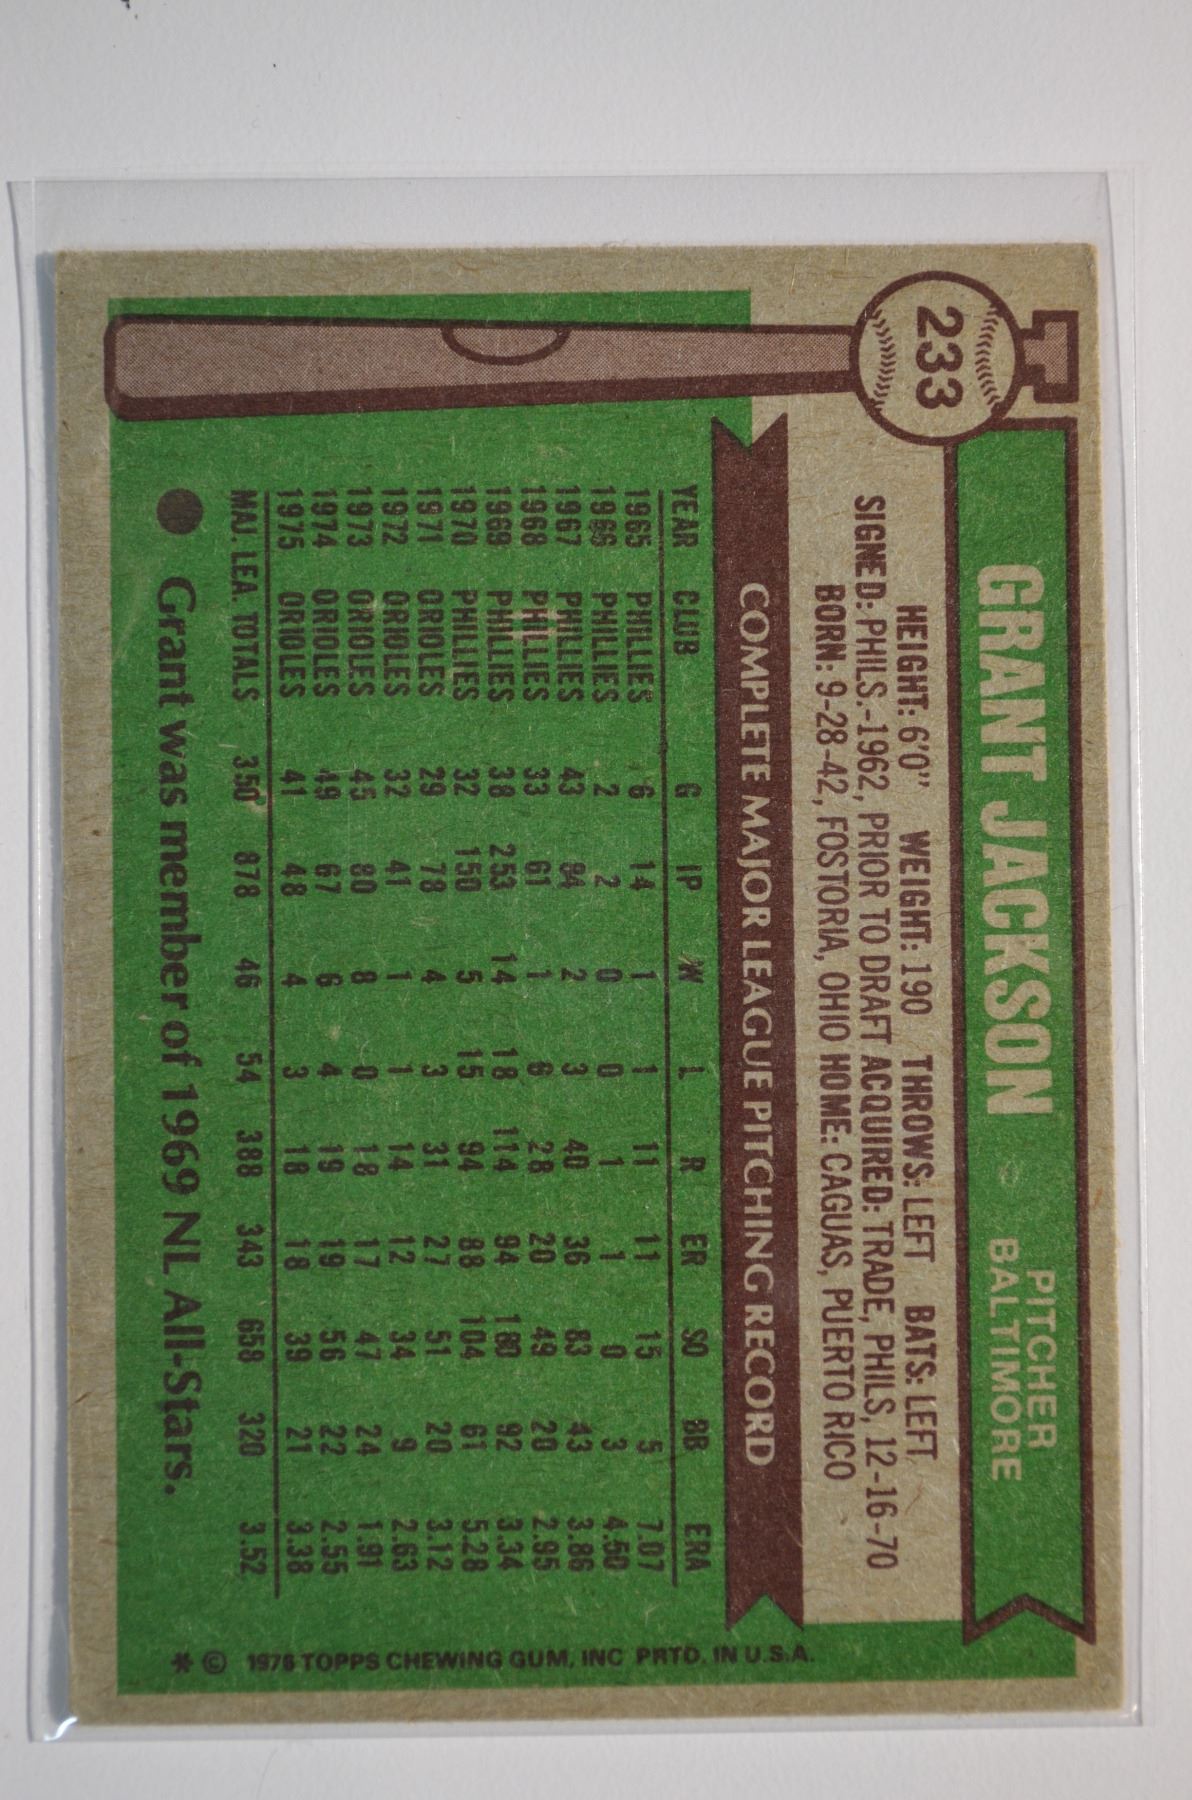 233
GRANT JACKSON
PITCHER
BALTIMORE
HEIGHT: 6'0" WEIGHT: 190 THROWS: LEFT BATS: LEFT
SIGNED: PHILS.-1962, PRIOR TO DRAFT ACQUIRED: TRADE, PHILS, 12-16-70
BORN: 9-28-42, FOSTORIA, OHIO HOME: CAGUAS, PUERTO RICO
COMPLETE MAJOR LEAGUE PITCHING RECORD
YEAR CLUB G IP W L R ER SO BB ERA
1965 PHILLIES 6 14 1 1 11 11 15 5 7.07
1966 PHILLIES 2 2 0 0 1 1 0 3 4.50
1967 PHILLIES 43 84 2 3 40 36 83 43 3.86
1968 PHILLIES 33 61 1 6 28 20 49 20 2.95
1969 PHILLIES 38 253 14 18 114 94 180 92 3.34
1970 PHILLIES 32 150 5 15 94 88 104 61 5.28
1971 ORIOLES 29 78 4 3 31 27 51 20 3.12
1972 ORIOLES 32 41 1 1 14 12 34 9 2.63
1973 ORIOLES 45 80 8 0 18 17 47 24 1.91
1974 ORIOLES 49 67 6 4 19 19 56 22 2.55
1975 ORIOLES 41 48 4 3 18 18 39 21 3.38
MAJ. LEA. TOTALS 350 878 46 54 388 343 658 320 3.52
Grant was member of 1969 NL All-Stars.
* © 1976 TOPPS CHEWING GUM, INC PRTD. IN U.S.A.